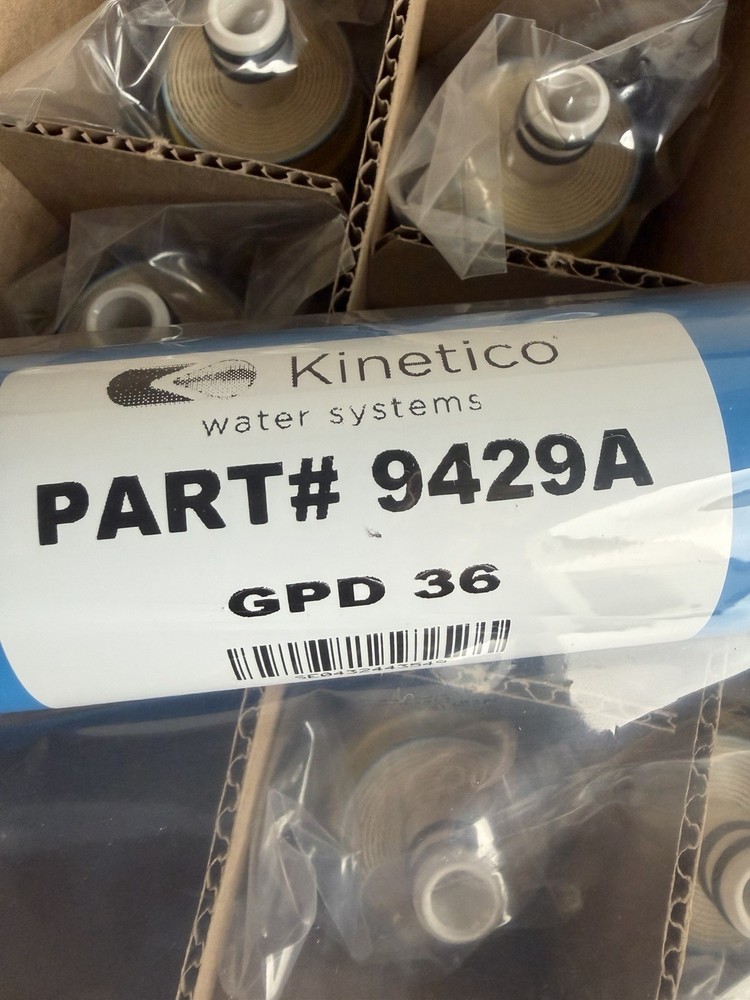 Kinetico
water systems
PART# 9429A
GPD 36